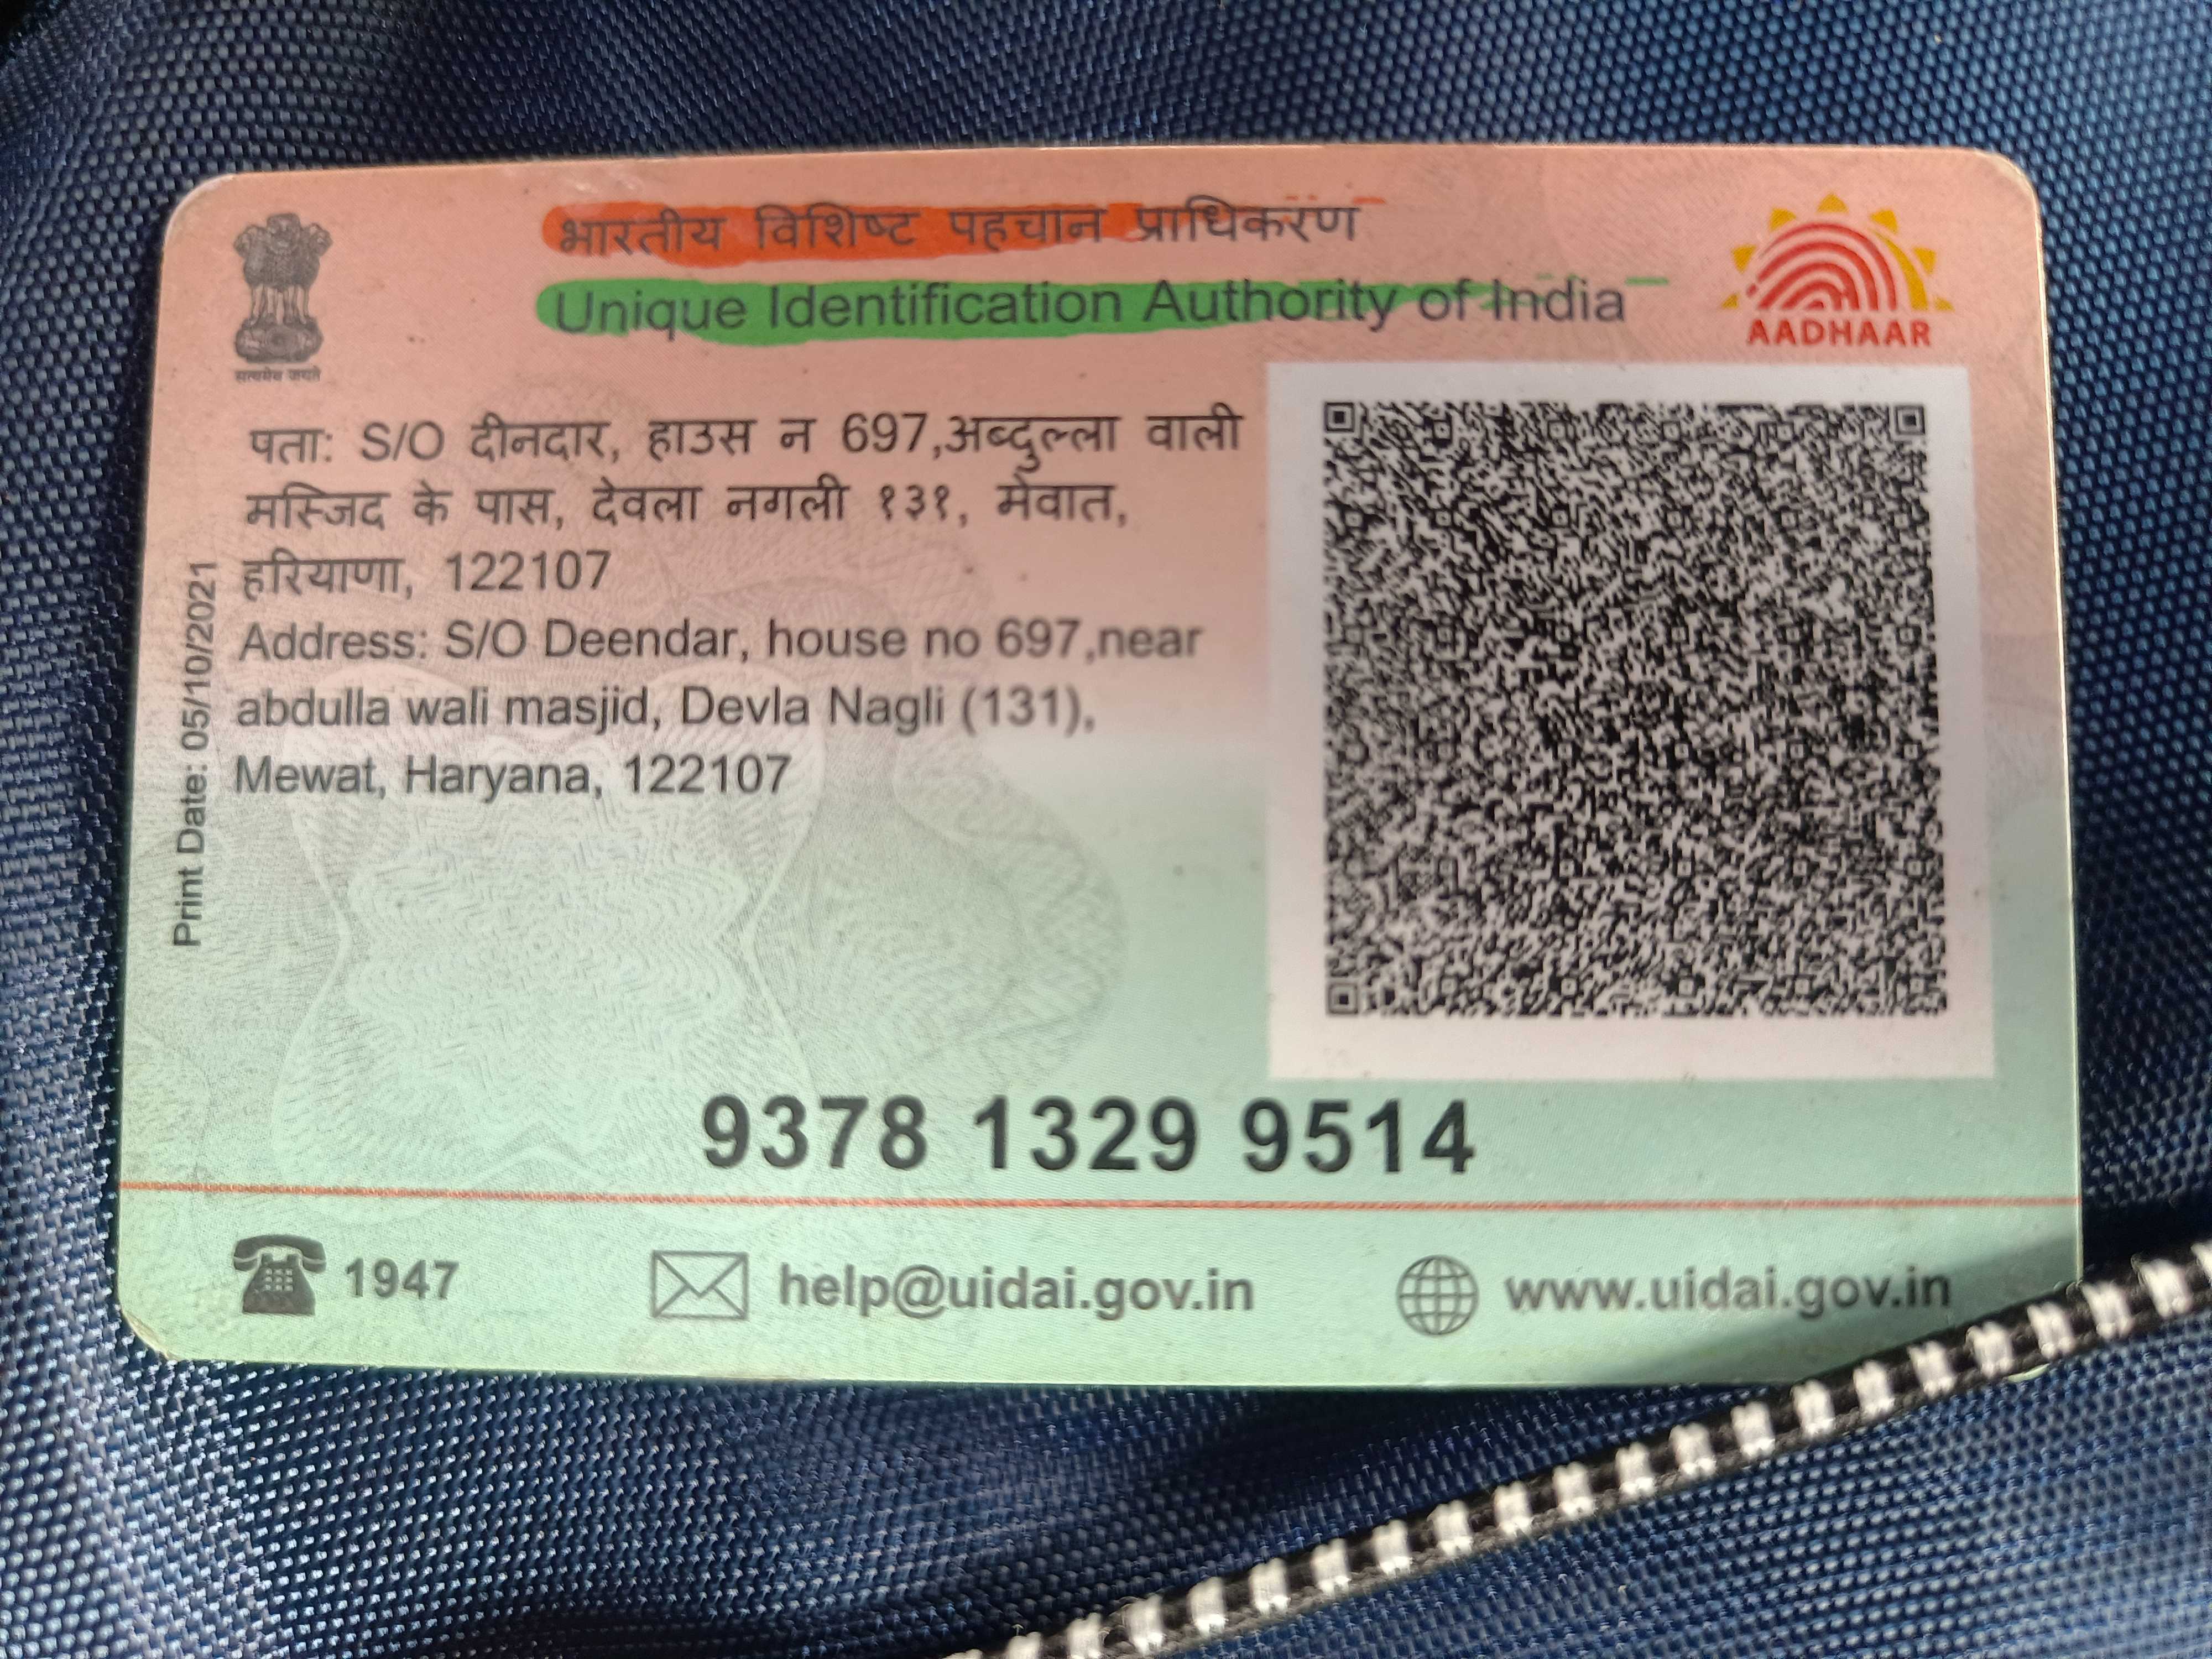 भारतीय विशिष्ट पहचान प्राधिकरण
Unique Identification Authority of India
सत्यमेव जयते
AADHAAR
पता: S/O दीनदार, हाउस न 697,अब्दुल्ला वाली
मस्जिद के पास, देवला नगली १३१, मेवात,
हरियाणा, 122107
Address: S/O Deendar, house no 697,near
abdulla wali masjid, Devla Nagli (131),
Mewat, Haryana, 122107
Print Date: 05/10/2021
9378 1329 9514
1947
help@uidai.gov.in
www.uidai.gov.in